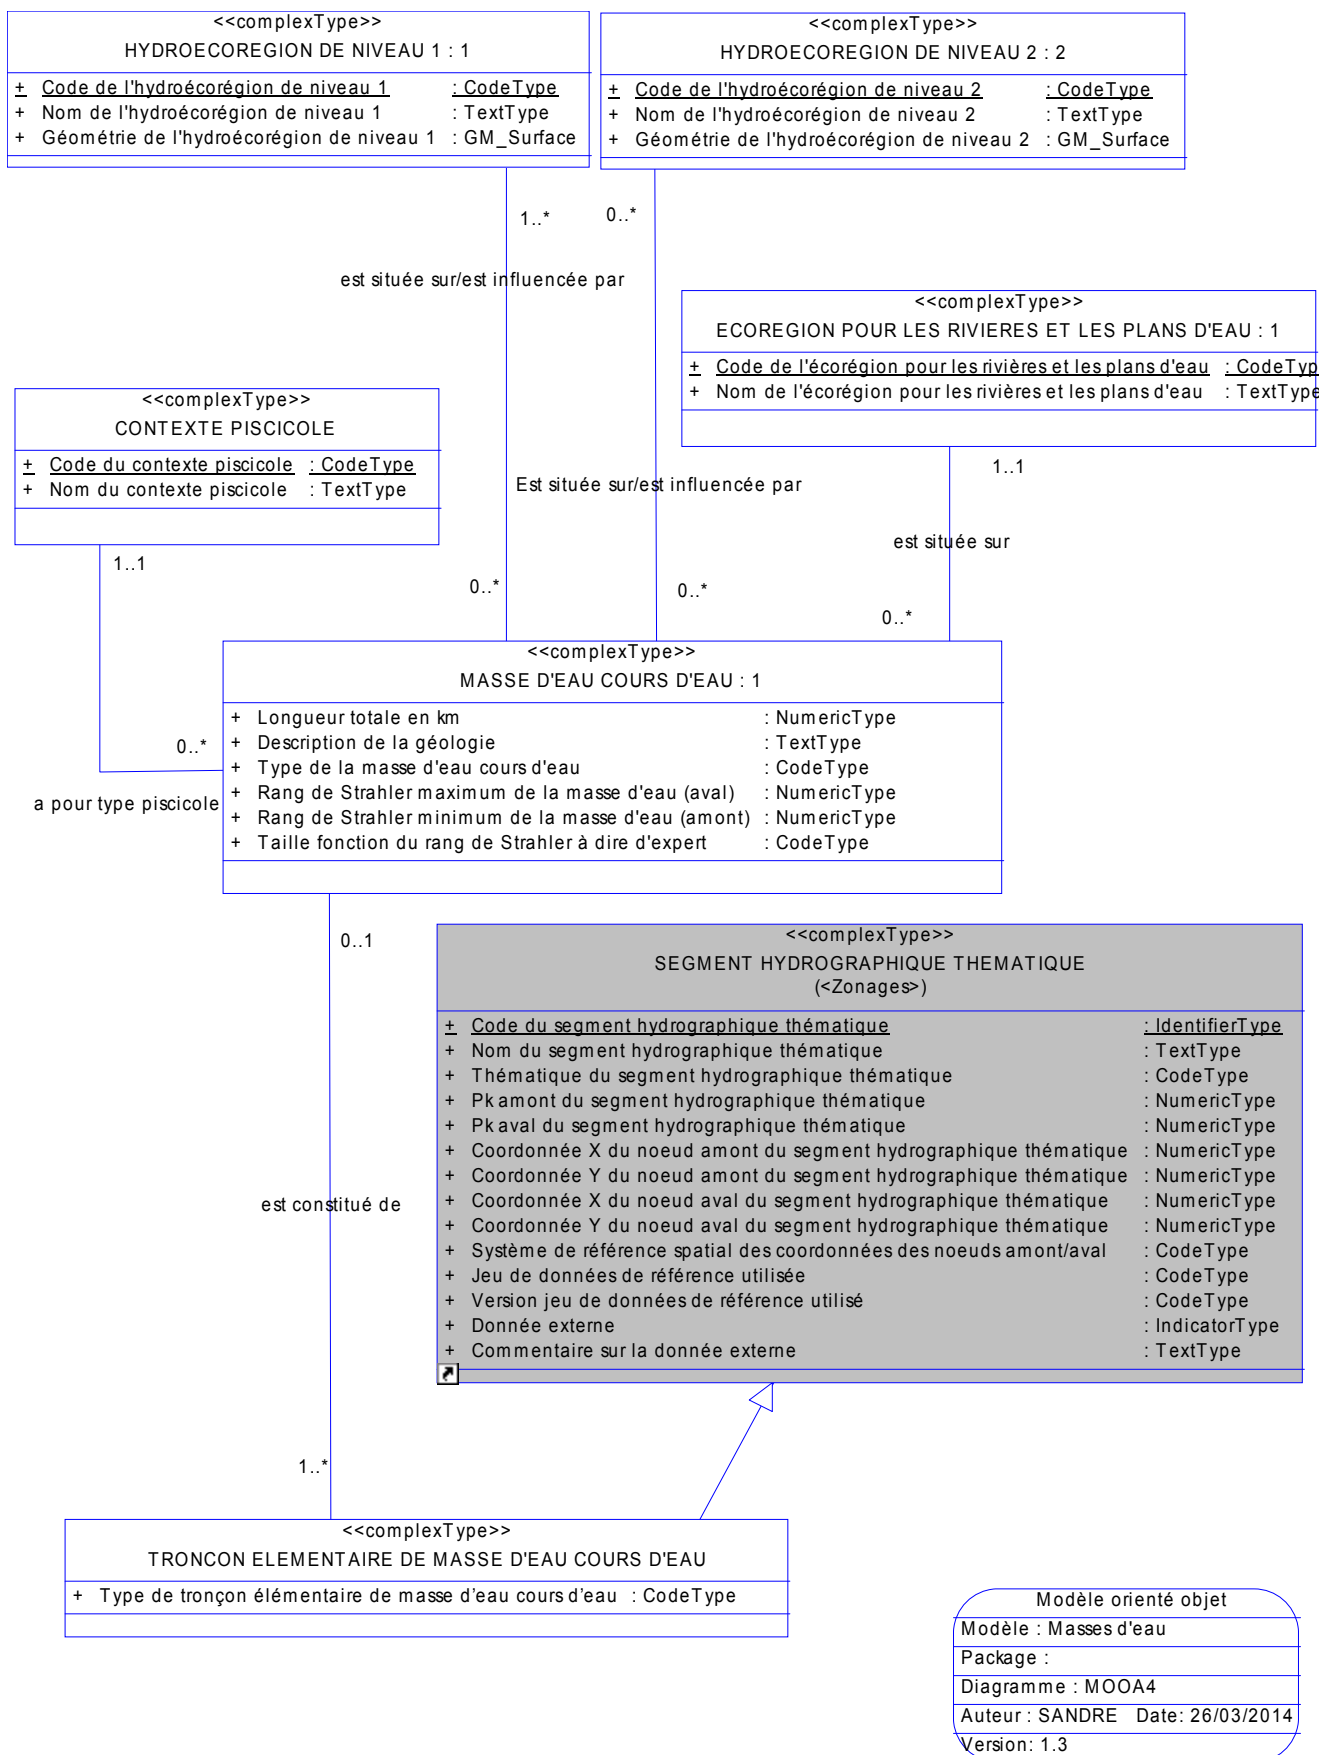 <<complexType>>
HYDROECOREGION DE NIVEAU 1 : 1
+ Code de l'hydroécorégion de niveau 1 : CodeType
+ Nom de l'hydroécorégion de niveau 1 : TextType
+ Géométrie de l'hydroécorégion de niveau 1 : GM_Surface
<<complexType>>
HYDROECOREGION DE NIVEAU 2 : 2
+ Code de l'hydroécorégion de niveau 2 : CodeType
+ Nom de l'hydroécorégion de niveau 2 : TextType
+ Géométrie de l'hydroécorégion de niveau 2 : GM_Surface
1..*
0..*
est située sur/est influencée par
<<complexType>>
ECOREGION POUR LES RIVIERES ET LES PLANS D'EAU : 1
+ Code de l'écorégion pour les rivières et les plans d'eau : CodeTyp
+ Nom de l'écorégion pour les rivières et les plans d'eau : TextType
<<complexType>>
CONTEXTE PISCICOLE
+ Code du contexte piscicole : CodeType
+ Nom du contexte piscicole : TextType
1..1
Est située sur/est influencée par
est située sur
1..1
0..*
0..*
0..*
<<complexType>>
MASSE D'EAU COURS D'EAU : 1
+ Longueur totale en km : NumericType
+ Description de la géologie : TextType
+ Type de la masse d'eau cours d'eau : CodeType
+ Rang de Strahler maximum de la masse d'eau (aval) : NumericType
+ Rang de Strahler minimum de la masse d'eau (amont) : NumericType
+ Taille fonction du rang de Strahler à dire d'expert : CodeType
0..*
a pour type piscicole
0..1
<<complexType>>
SEGMENT HYDROGRAPHIQUE THEMATIQUE
(<Zonages>)
+ Code du segment hydrographique thématique : IdentifierType
+ Nom du segment hydrographique thématique : TextType
+ Thématique du segment hydrographique thématique : CodeType
+ Pk amont du segment hydrographique thématique : NumericType
+ Pk aval du segment hydrographique thématique : NumericType
+ Coordonnée X du noeud amont du segment hydrographique thématique : NumericType
+ Coordonnée Y du noeud amont du segment hydrographique thématique : NumericType
+ Coordonnée X du noeud aval du segment hydrographique thématique : NumericType
+ Coordonnée Y du noeud aval du segment hydrographique thématique : NumericType
+ Système de référence spatial des coordonnées des noeuds amont/aval : CodeType
+ Jeu de données de référence utilisée : CodeType
+ Version jeu de données de référence utilisé : CodeType
+ Donnée externe : IndicatorType
+ Commentaire sur la donnée externe : TextType
est constitué de
1..*
<<complexType>>
TRONCON ELEMENTAIRE DE MASSE D'EAU COURS D'EAU
+ Type de tronçon élémentaire de masse d’eau cours d’eau : CodeType
Modèle orienté objet
Modèle : Masses d'eau
Package :
Diagramme : MOOA4
Auteur : SANDRE Date: 26/03/2014
Version: 1.3